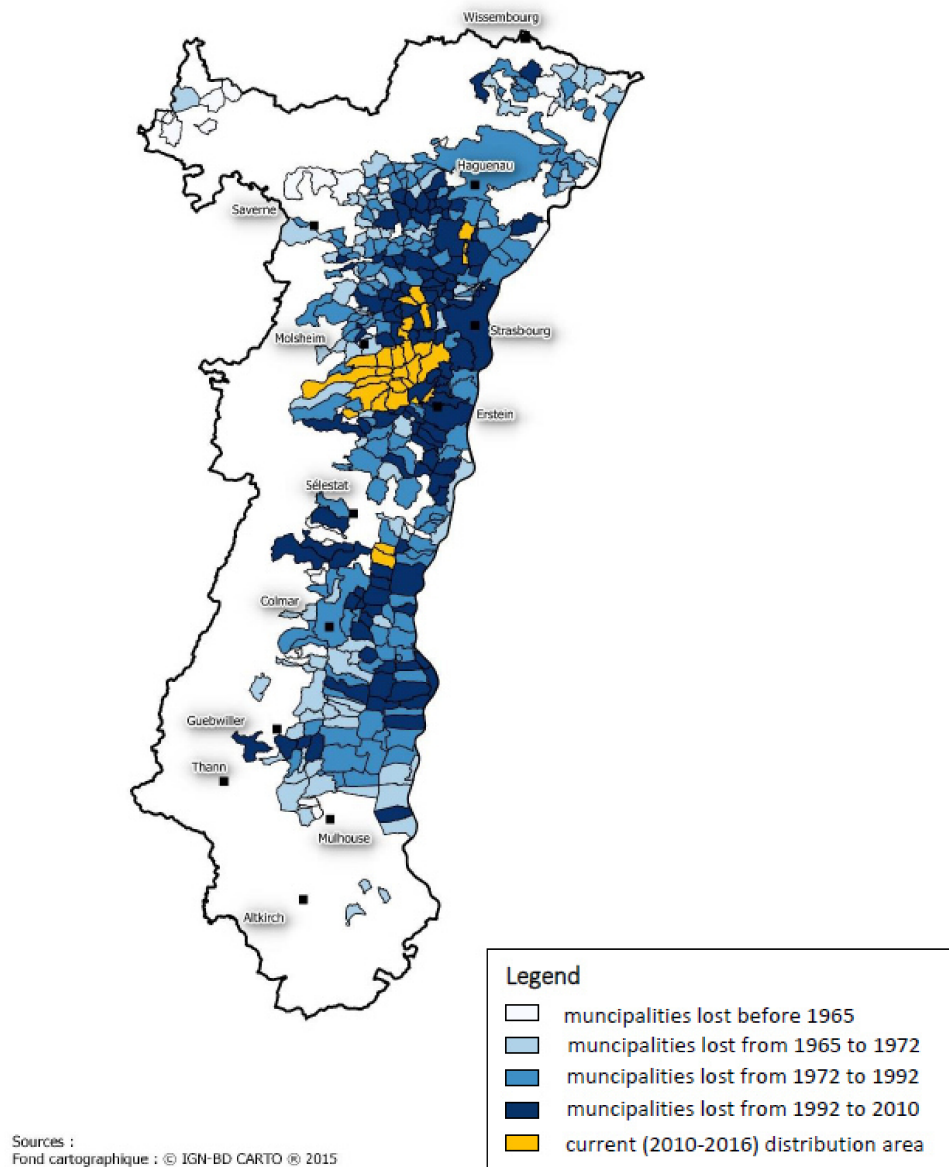 Wissembourg
Haguenau
Saverne
Strasbourg
Molsheim
Erstein
Sélestat
Colmar
Guebwiller
Thann
Mulhouse
Altkirch
Legend
muncipalities lost before 1965
muncipalities lost from 1965 to 1972
muncipalities lost from 1972 to 1992
muncipalities lost from 1992 to 2010
current (2010-2016) distribution area
Sources :
Fond cartographique : © IGN-BD CARTO ® 2015